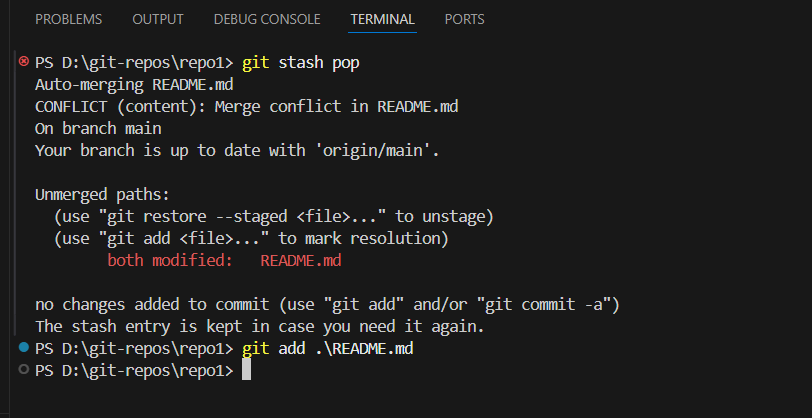 PROBLEMS OUTPUT DEBUG CONSOLE TERMINAL PORTS
PS D:\git-repos\repo1> git stash pop
Auto-merging README.md
CONFLICT (content): Merge conflict in README.md
On branch main
Your branch is up to date with 'origin/main'.
Unmerged paths:
(use "git restore --staged <file>..." to unstage)
(use "git add <file>..." to mark resolution)
both modified: README.md
no changes added to commit (use "git add" and/or "git commit -a")
The stash entry is kept in case you need it again.
PS D:\git-repos\repo1> git add .\README.md
PS D:\git-repos\repo1>